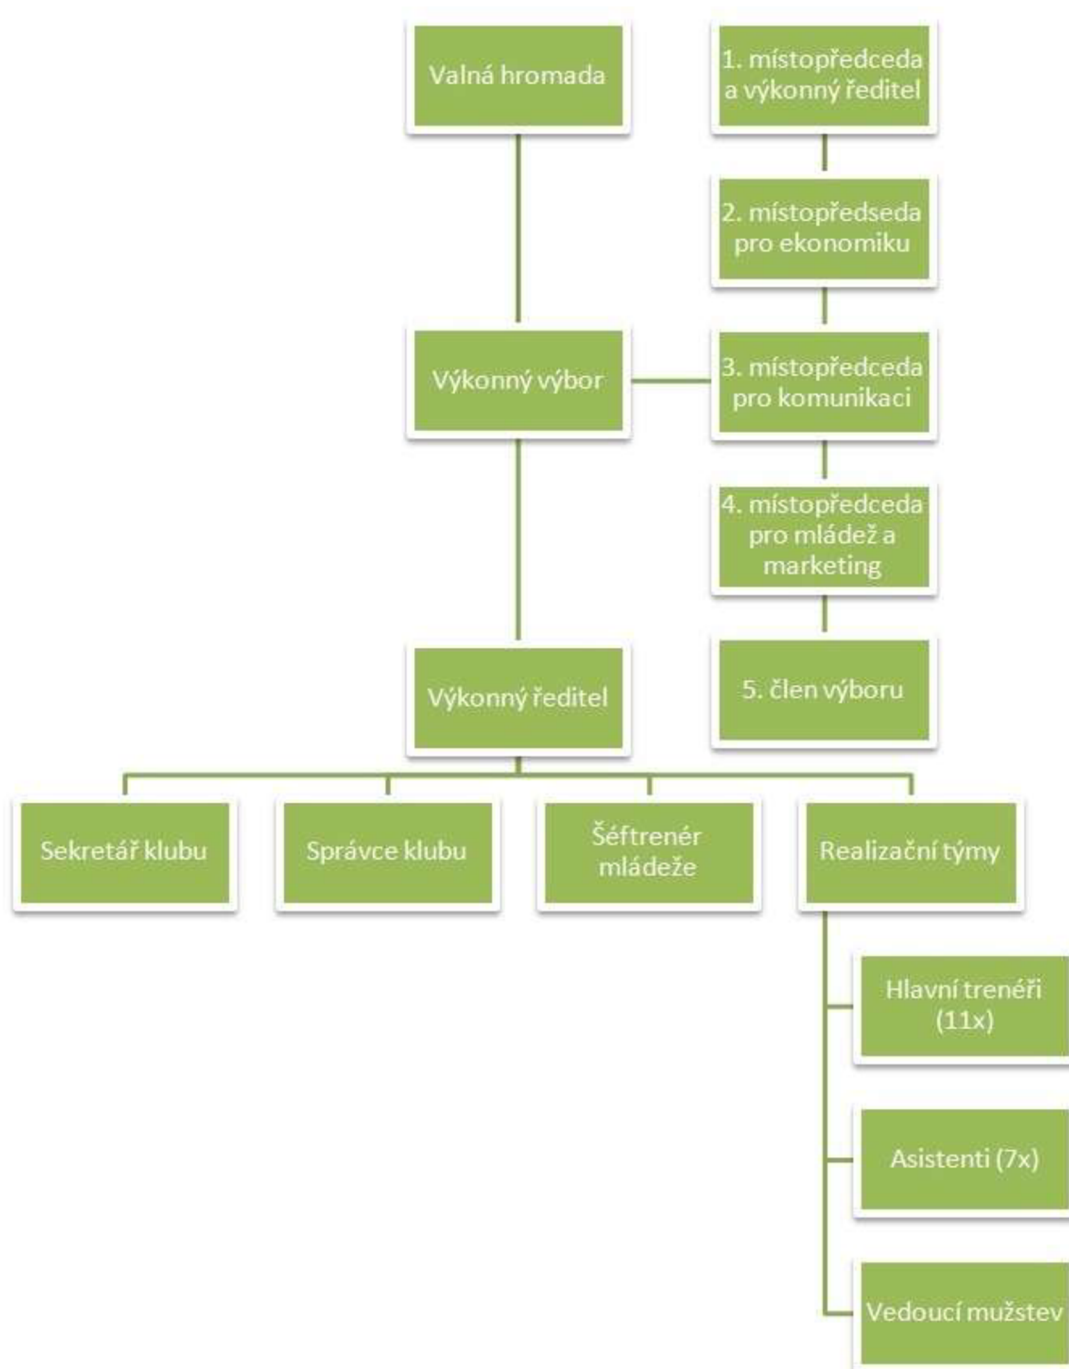 Valná hromada
1. místopředceda
a výkonný ředitel
2. místopředseda
pro ekonomiku
Výkonný výbor
3. místopředceda
pro komunikaci
4. místopředceda
pro mládež a
marketing
Výkonný ředitel
5. člen výboru
Sekretář klubu
Správce klubu
Šéftrenér
mládeže
Realizační týmy
Hlavní trenéři
(11x)
Asistenti (7x)
Vedoucí mužstev